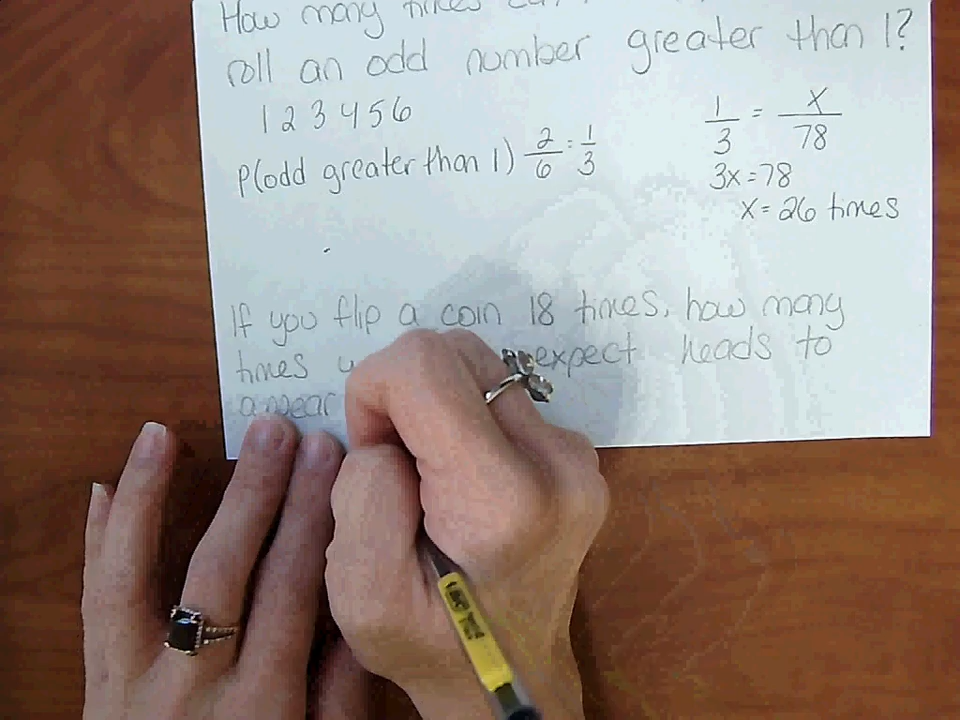 How many times
roll an odd number greater than 1?
1 2 3 4 5 6
P(odd greater than 1) 2/6 = 1/3
1/3 = x/78
3x = 78
x = 26 times
If you flip a coin 18 times, how many
times expect heads to
appear